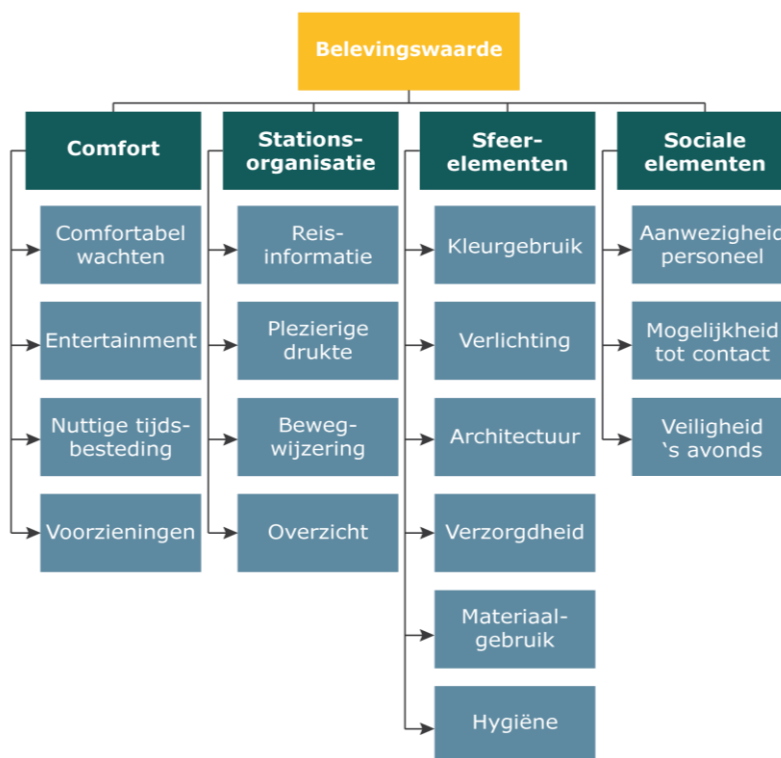 Belevingswaarde
Comfort
Comfortabel
wachten
Entertainment
Nuttige tijds-
besteding
Voorzieningen
Stations-
organisatie
Reis-
informatie
Plezierige
drukte
Beweg-
wijzering
Overzicht
Sfeer-
elementen
Kleurgebruik
Verlichting
Architectuur
Verzorgdheid
Materiaal-
gebruik
Hygiëne
Sociale
elementen
Aanwezigheid
personeel
Mogelijkheid
tot contact
Veiligheid
‘s avonds